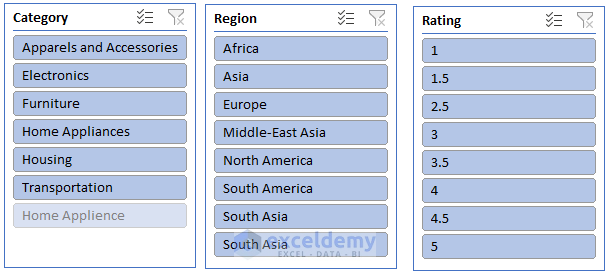 Category
Apparels and Accessories
Electronics
Furniture
Home Appliances
Housing
Transportation
Home Applience
Region
Africa
Asia
Europe
Middle-East Asia
North America
South America
South Asia
South Asia
exceldemy
EXCEL - DATA - BI
Rating
1
1.5
2.5
3
3.5
4
4.5
5